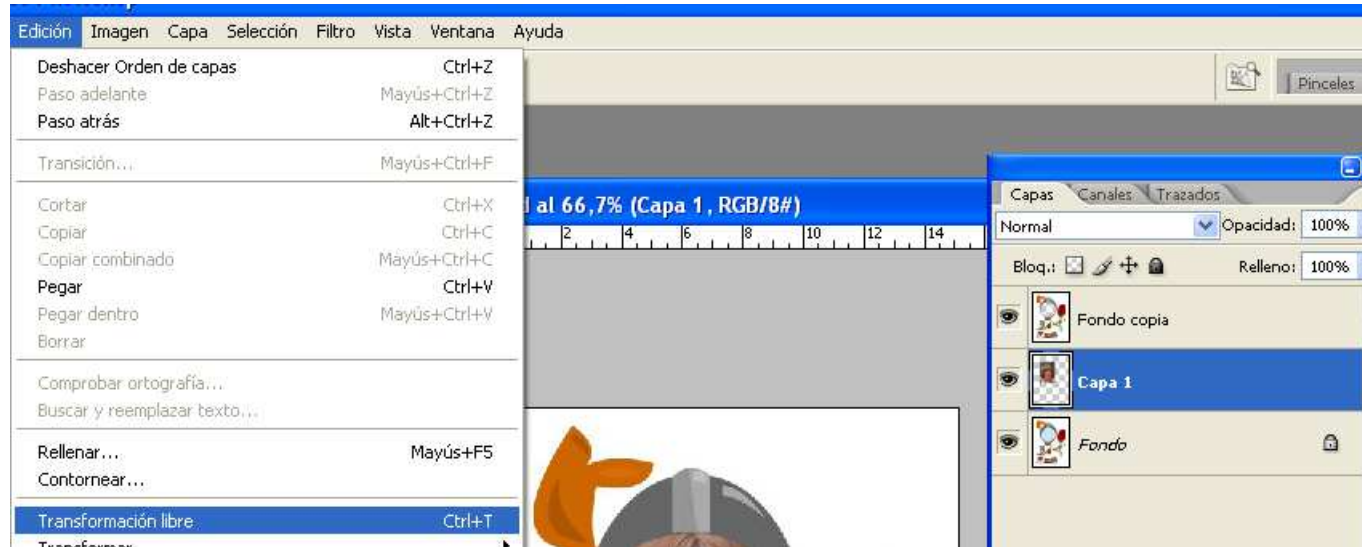 Edición Imagen Capa Selección Filtro Vista Ventana Ayuda
Deshacer Orden de capas Ctrl+Z
Paso adelante Mayús+Ctrl+Z
Paso atrás Alt+Ctrl+Z
Transición... Mayús+Ctrl+F
Cortar Ctrl+X
Copiar Ctrl+C
Copiar combinado Mayús+Ctrl+C
Pegar Ctrl+V
Pegar dentro Mayús+Ctrl+V
Borrar
Comprobar ortografía...
Buscar y reemplazar texto...
Rellenar... Mayús+F5
Contornear...
Transformación libre Ctrl+T
Transformar
Pinceles
al 66,7% (Capa 1, RGB/8#)
2 4 6 8 10 12 14
Capas Canales Trazados
Normal Opacidad: 100%
Bloq.: Relleno: 100%
Fondo copia
Capa 1
Fondo